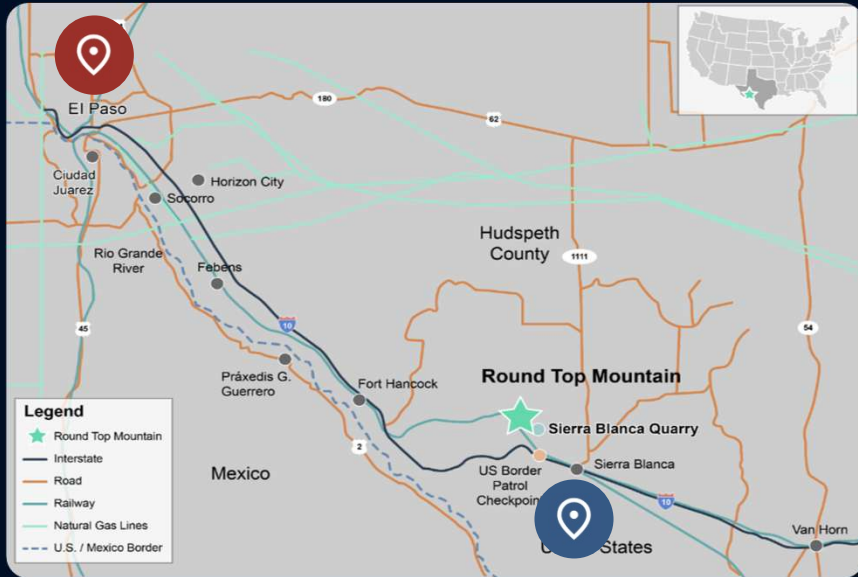 El Paso
180
62
Ciudad
Juarez
Horizon City
Socorro
Hudspeth
County
Rio Grande
River
1111
Febens
10
45
54
Práxedis G.
Guerrero
Round Top Mountain
Fort Hancock
Sierra Blanca Quarry
2
Sierra Blanca
US Border
Patrol
Mexico
10
Van Horn
States
Legend
Round Top Mountain
Interstate
Road
Railway
Natural Gas Lines
U.S. / Mexico Border